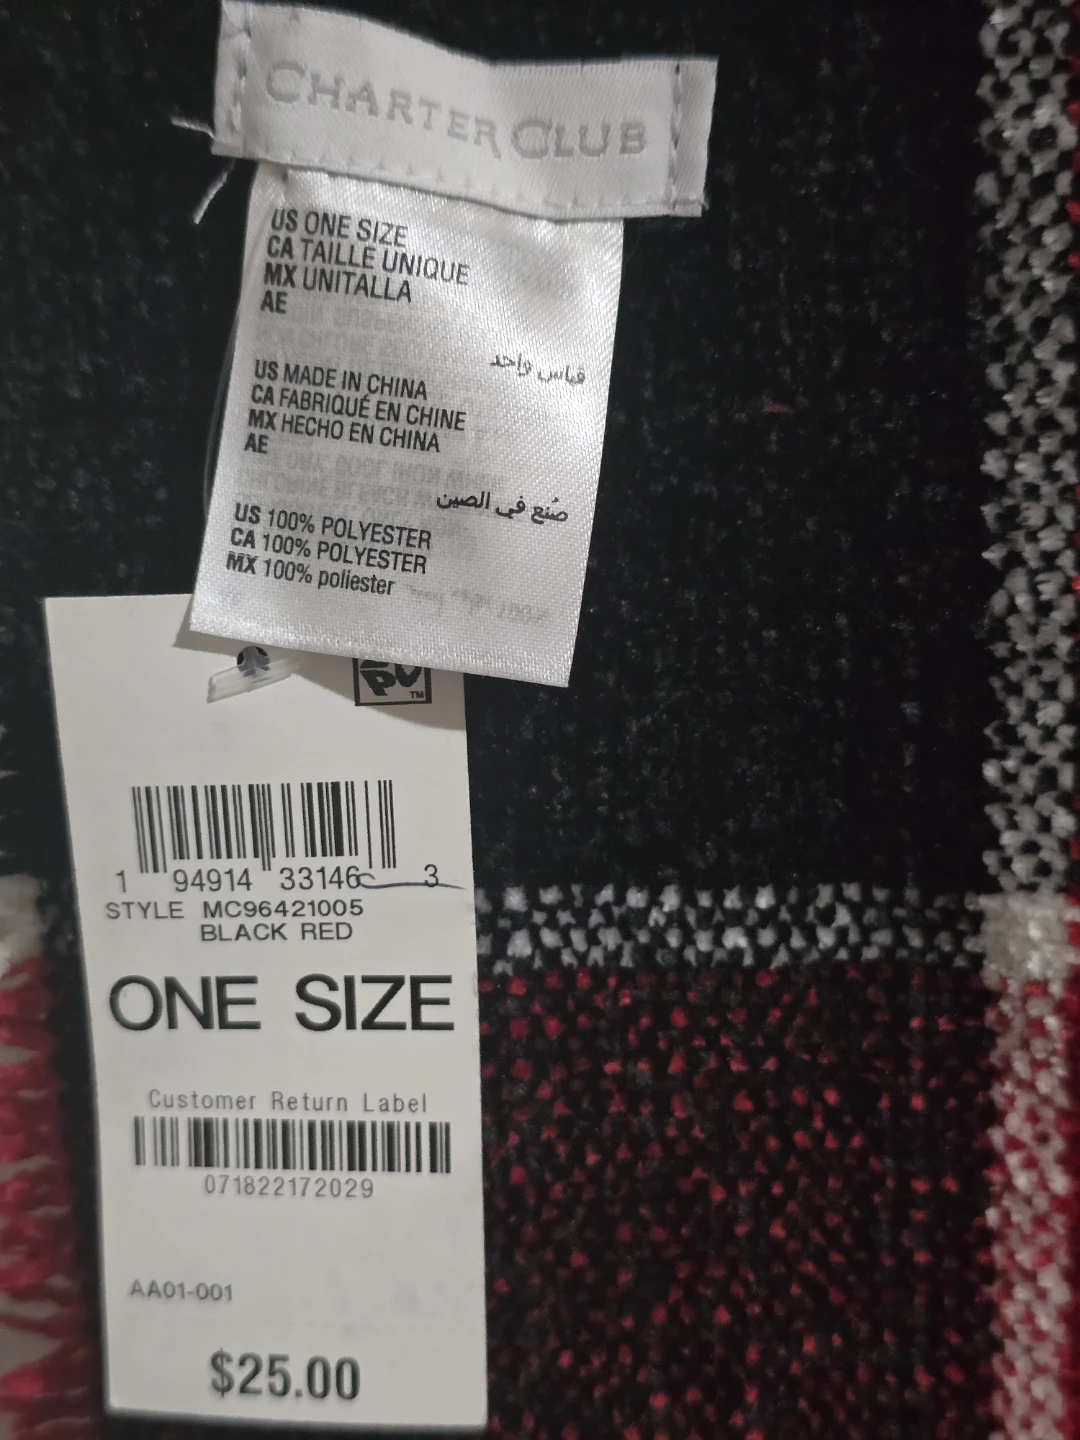 CHARTER CLUB
US ONE SIZE
CA TAILLE UNIQUE
MX UNITALLA
AE
قياس واحد
US MADE IN CHINA
CA FABRIQUÉ EN CHINE
MX HECHO EN CHINA
AE
صُنع في الصين
US 100% POLYESTER
CA 100% POLYESTER
MX 100% poliester
TM
1 94914 33146 3
STYLE MC96421005
BLACK RED
ONE SIZE
Customer Return Label
071822172029
AA01-001
$25.00